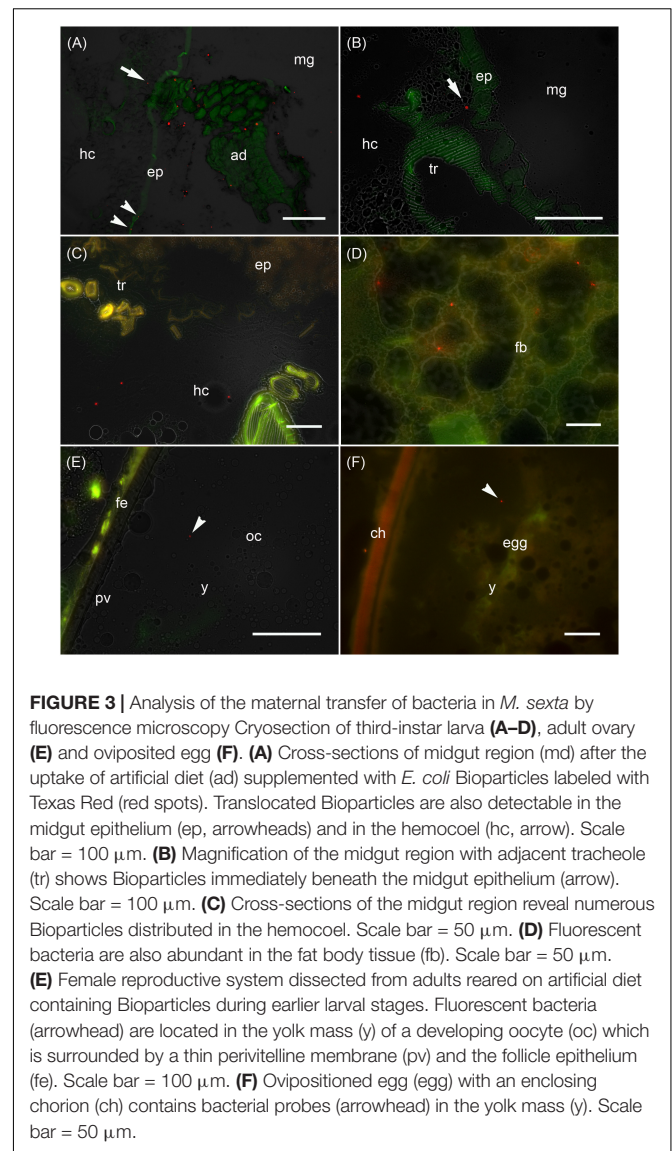 (A)
mg
ep
hc
ad
(B)
ep
mg
hc
tr
(C)
ep
tr
hc
(D)
fb
(E)
fe
oc
pv
y
(F)
ch
egg
y
FIGURE 3 | Analysis of the maternal transfer of bacteria in M. sexta by
fluorescence microscopy Cryosection of third-instar larva (A–D), adult ovary
(E) and oviposited egg (F). (A) Cross-sections of midgut region (md) after the
uptake of artificial diet (ad) supplemented with E. coli Bioparticles labeled with
Texas Red (red spots). Translocated Bioparticles are also detectable in the
midgut epithelium (ep, arrowheads) and in the hemocoel (hc, arrow). Scale
bar = 100 μm. (B) Magnification of the midgut region with adjacent tracheole
(tr) shows Bioparticles immediately beneath the midgut epithelium (arrow).
Scale bar = 100 μm. (C) Cross-sections of the midgut region reveal numerous
Bioparticles distributed in the hemocoel. Scale bar = 50 μm. (D) Fluorescent
bacteria are also abundant in the fat body tissue (fb). Scale bar = 50 μm.
(E) Female reproductive system dissected from adults reared on artificial diet
containing Bioparticles during earlier larval stages. Fluorescent bacteria
(arrowhead) are located in the yolk mass (y) of a developing oocyte (oc) which
is surrounded by a thin perivitelline membrane (pv) and the follicle epithelium
(fe). Scale bar = 100 μm. (F) Ovipositioned egg (egg) with an enclosing
chorion (ch) contains bacterial probes (arrowhead) in the yolk mass (y). Scale
bar = 50 μm.